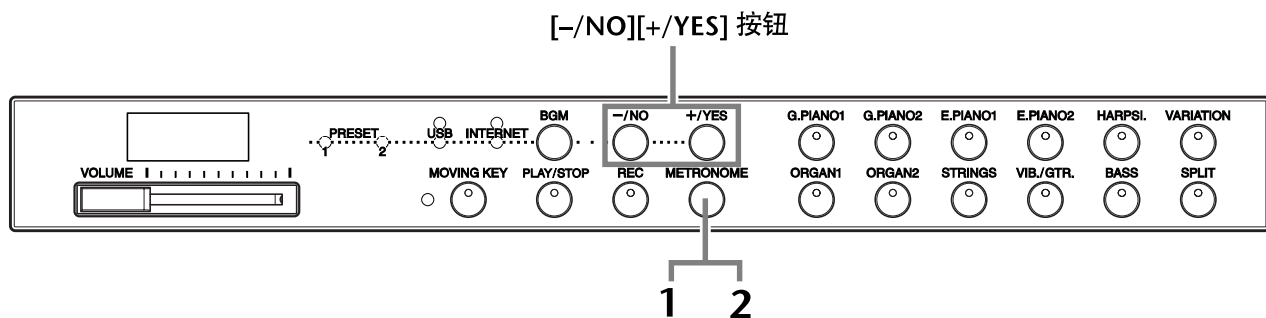 [–/NO][+/YES] 按钮
BGM –/NO +/YES G.PIANO1 G.PIANO2 E.PIANO1 E.PIANO2 HARPSI. VARIATION
PRESET USB INTERNET
1 2
VOLUME MOVING KEY PLAY/STOP REC METRONOME ORGAN1 ORGAN2 STRINGS VIB./GTR. BASS SPLIT
1 2